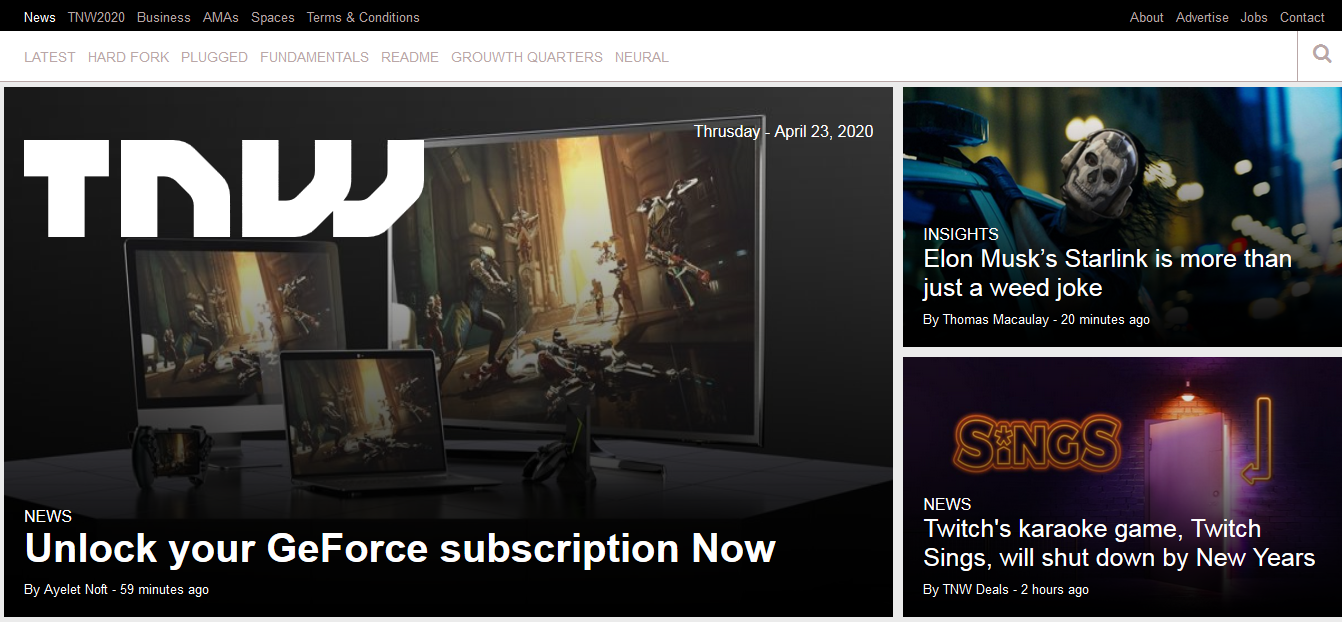 News TNW2020 Business AMAs Spaces Terms & Conditions
About Advertise Jobs Contact
LATEST HARD FORK PLUGGED FUNDAMENTALS README GROUWTH QUARTERS NEURAL
TNW
Thrusday - April 23, 2020
NEWS
Unlock your GeForce subscription Now
By Ayelet Noft - 59 minutes ago
INSIGHTS
Elon Musk’s Starlink is more than
just a weed joke
By Thomas Macaulay - 20 minutes ago
SiNGS
NEWS
Twitch's karaoke game, Twitch
Sings, will shut down by New Years
By TNW Deals - 2 hours ago